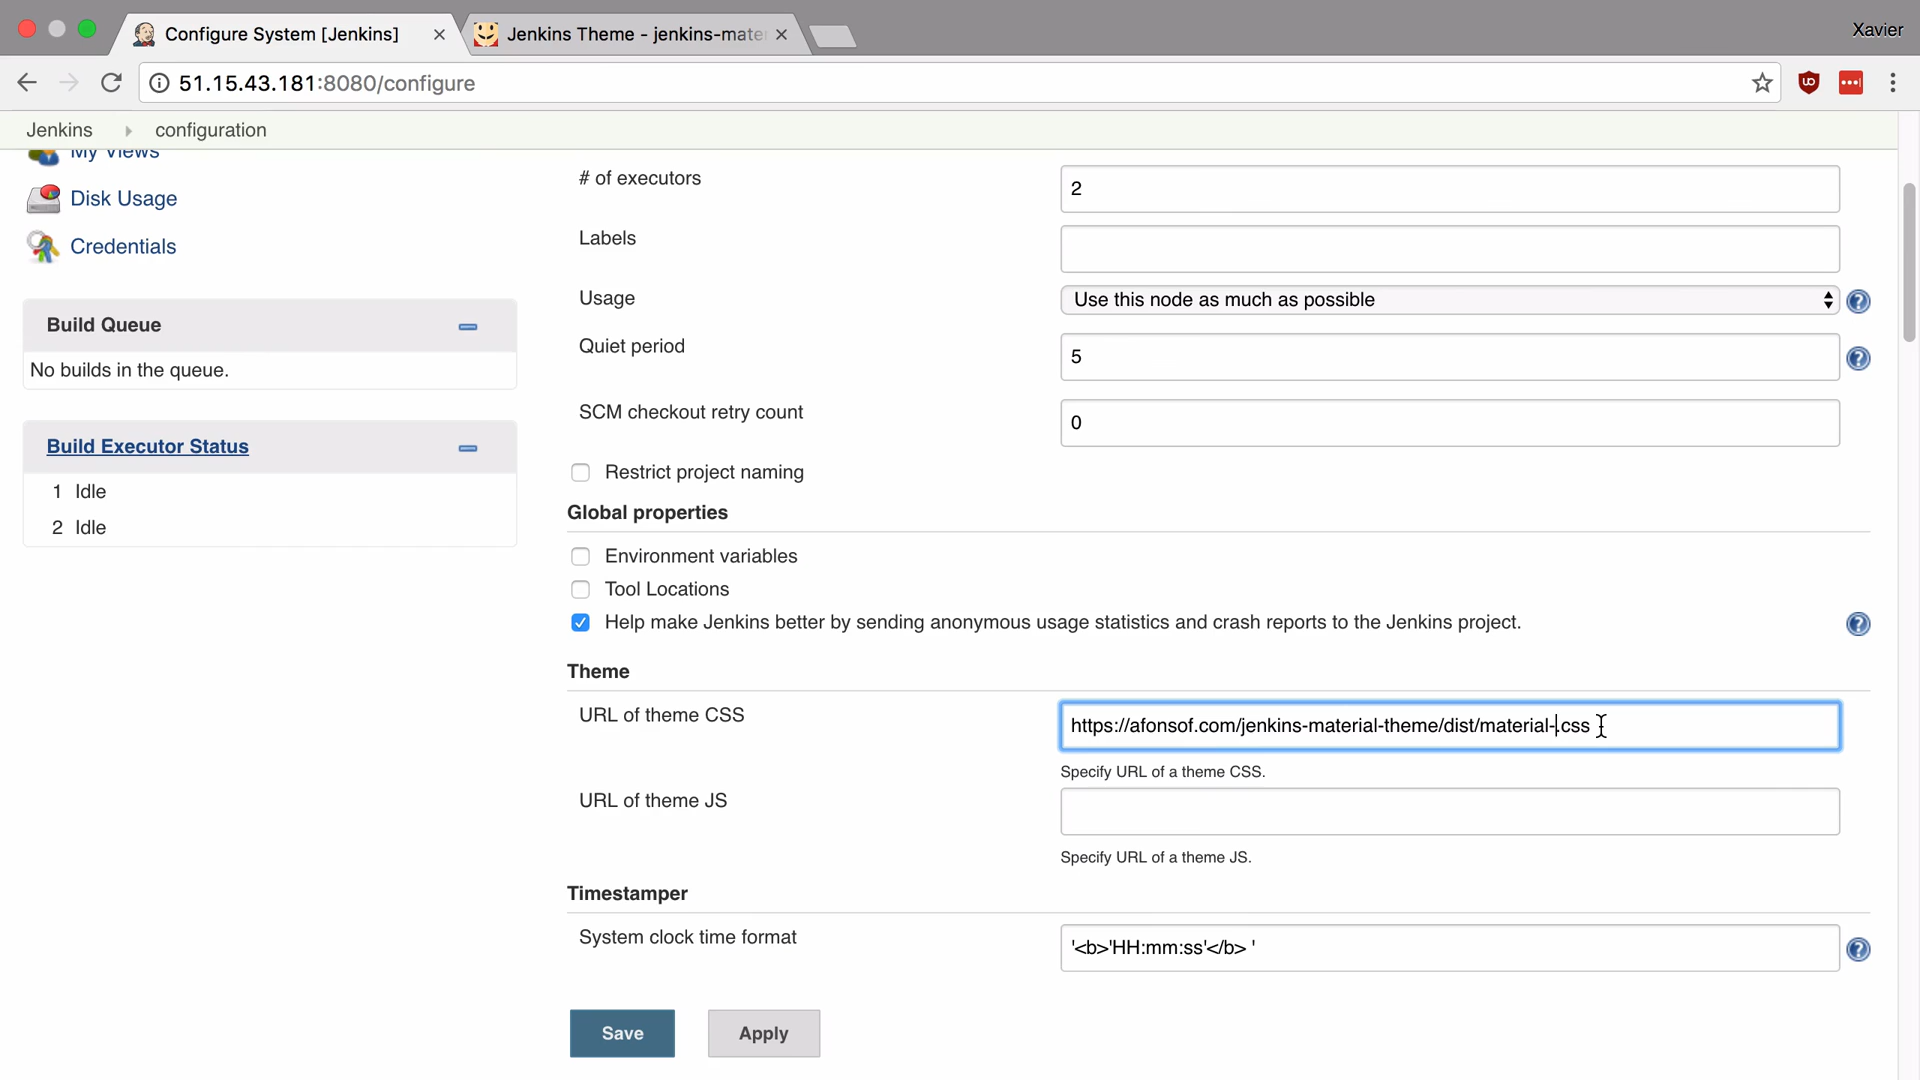 Configure System [Jenkins]
Jenkins Theme - jenkins-mate
Xavier
51.15.43.181:8080/configure
Jenkins
configuration
My Views
Disk Usage
Credentials
Build Queue
No builds in the queue.
Build Executor Status
1 Idle
2 Idle
# of executors
2
Labels
Usage
Use this node as much as possible
Quiet period
5
SCM checkout retry count
0
Restrict project naming
Global properties
Environment variables
Tool Locations
Help make Jenkins better by sending anonymous usage statistics and crash reports to the Jenkins project.
Theme
URL of theme CSS
https://afonsof.com/jenkins-material-theme/dist/material-.css
Specify URL of a theme CSS.
URL of theme JS
Specify URL of a theme JS.
Timestamper
System clock time format
'<b>'HH:mm:ss'</b> '
Save
Apply